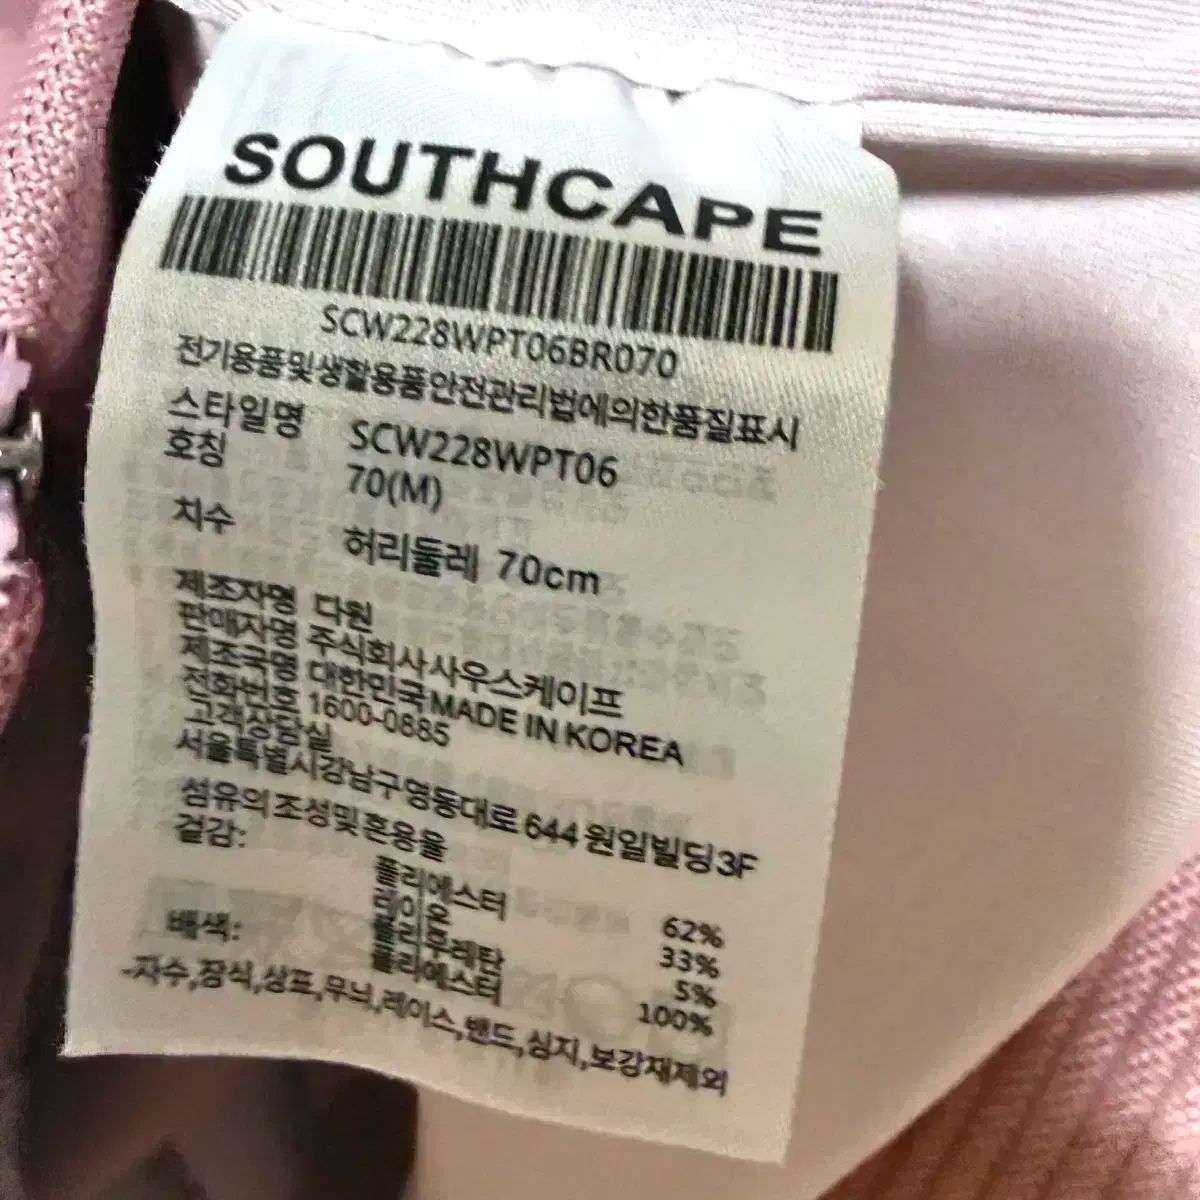 SOUTHCAPE
SCW228WPT06BR070
전기용품및생활용품안전관리법에의한품질표시
스타일명 SCW228WPT06
호칭 70(M)
치수 허리둘레 70cm
제조자명 다원
판매자명 주식회사사우스케이프
제조국명 대한민국MADE IN KOREA
전화번호 1600-0885
고객상담실
서울특별시강남구영동대로 644 원일빌딩3F
섬유의 조성및 혼용율
겉감:
폴리에스터 62%
레이온 33%
폴리우레탄 5%
배색: 폴리에스터 100%
-자수,장식,상표,무늬,레이스,밴드,심지,보강재제외